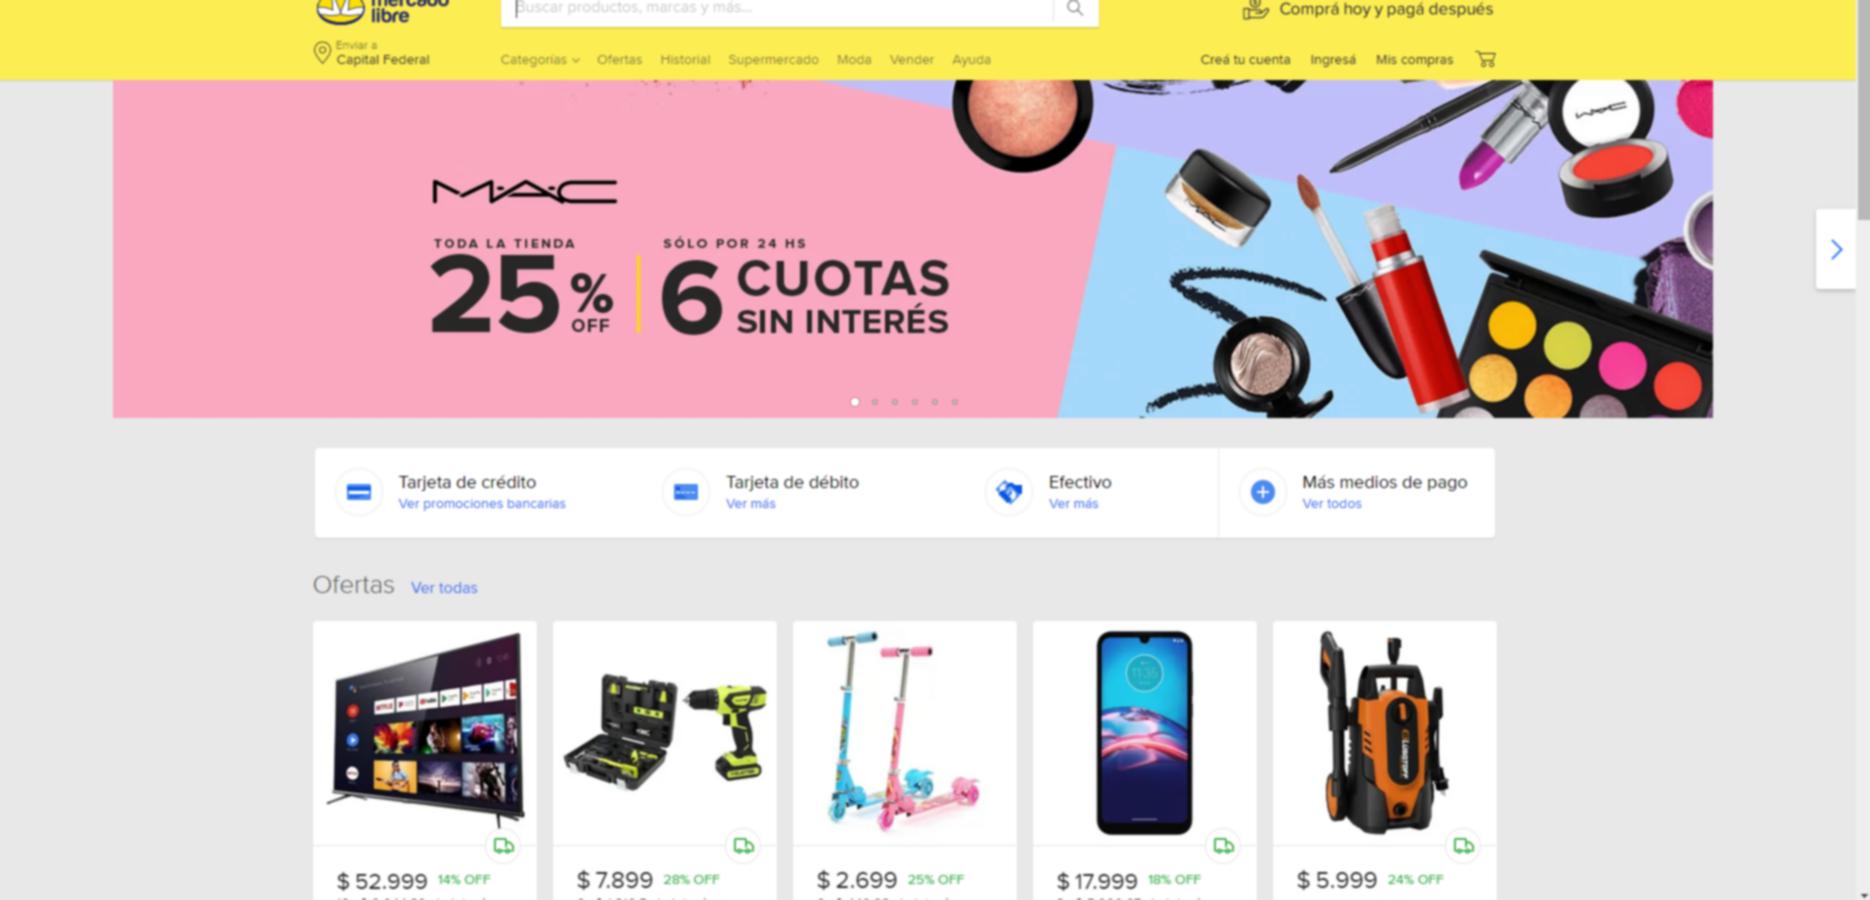 mercado
libre
Buscar productos, marcas y más...
Comprá hoy y pagá después
Enviar a
Capital Federal
Categorías Ofertas Historial Supermercado Moda Vender Ayuda
Creá tu cuenta Ingresá Mis compras
MAC
TODA LA TIENDA
25% OFF
SÓLO POR 24 HS
6 CUOTAS
SIN INTERÉS
MAC
Tarjeta de crédito
Ver promociones bancarias
Tarjeta de débito
Ver más
Efectivo
Ver más
Más medios de pago
Ver todos
Ofertas Ver todas
11:35
$ 52.999 14% OFF
$ 7.899 28% OFF
$ 2.699 25% OFF
$ 17.999 18% OFF
$ 5.999 24% OFF